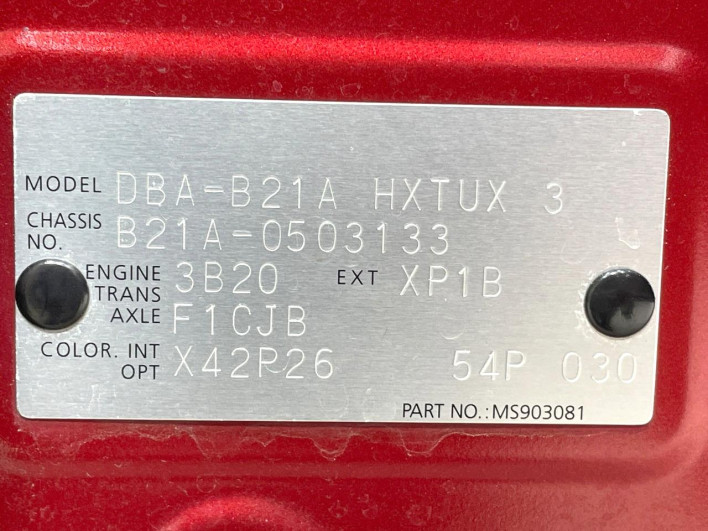 MODEL DBA-B21A HXTUX 3
CHASSIS NO. B21A-0503133
ENGINE 3B20 EXT XP1B
TRANS AXLE F1CJB
COLOR. INT OPT X42R26 54P 030
PART NO.:MS903081